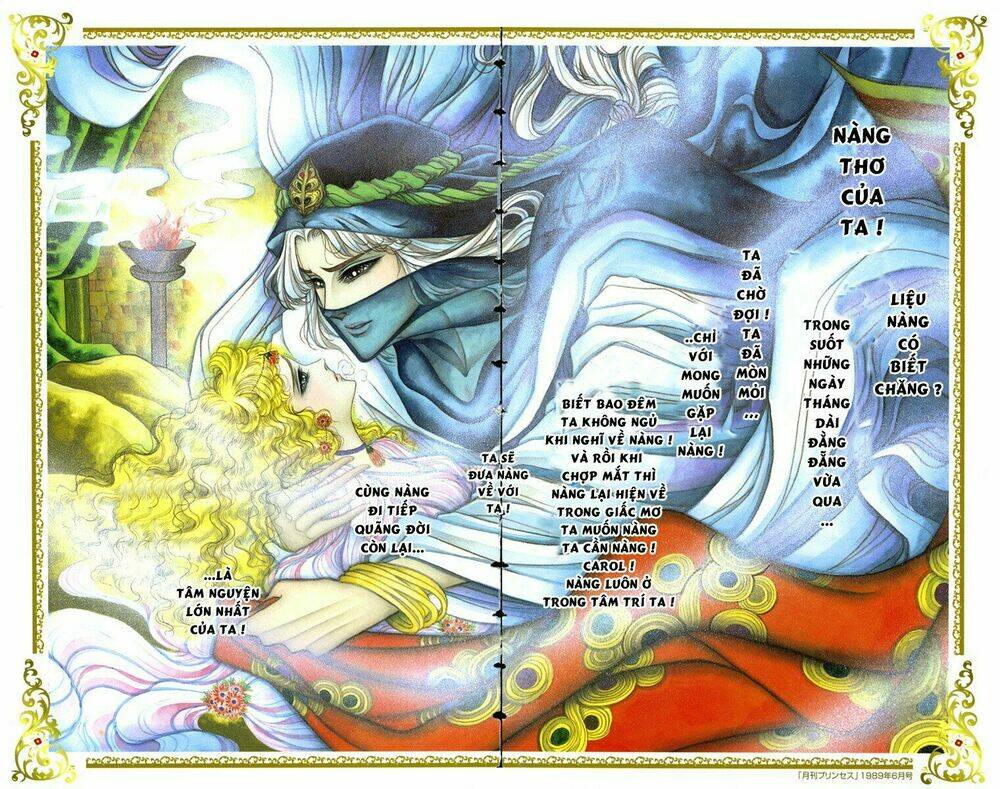 NÀNG
THƠ
CỦA
TA !
LIỆU
NÀNG
CÓ
BIẾT
CHĂNG ?
TRONG
SUỐT
NHỮNG
NGÀY
THÁNG
DÀI
ĐẰNG
ĐẴNG
VỪA
QUA
...
TA
ĐÃ
CHỜ
ĐỢI !
TA
ĐÃ
MÒN
MỎI
...
..CHỈ
VỚI
MONG
MUỐN
GẶP
LẠI
NÀNG !
BIẾT BAO ĐÊM
TA KHÔNG NGỦ
KHI NGHĨ VỀ NÀNG !
VÀ RỒI KHI
CHỢP MẮT THÌ
NÀNG LẠI HIỆN VỀ
TRONG GIẤC MƠ
TA MUỐN NÀNG
TA CẦN NÀNG !
CAROL !
NÀNG LUÔN Ở
TRONG TÂM TRÍ TA !
TA SẼ
ĐƯA NÀNG
VỀ VỚI
TA !
CÙNG NÀNG
ĐI TIẾP
QUÃNG ĐỜI
CÒN LẠI...
...LÀ
TÂM NGUYỆN
LỚN NHẤT
CỦA TA !
「月刊プリンセス」1989年6月号